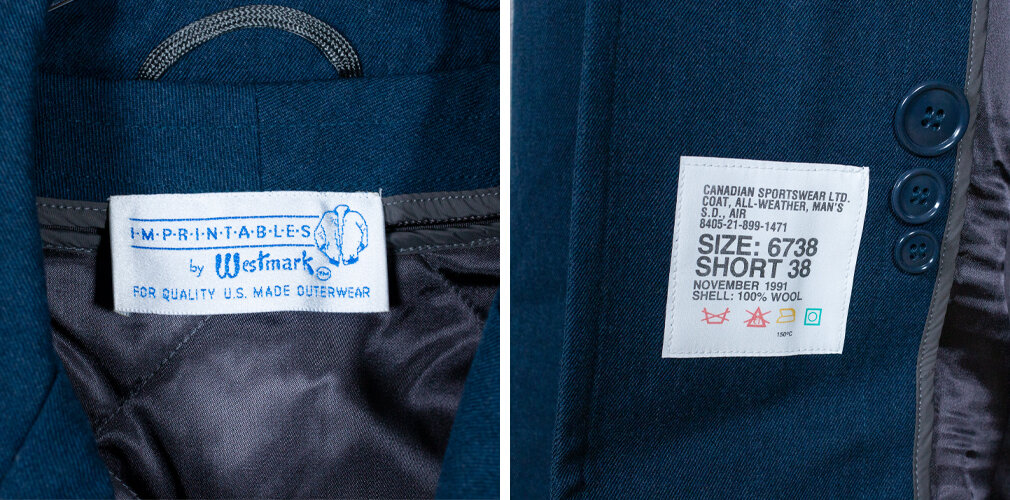 I·M·P·R·I·N·T·A·B·L·E·S
by Westmark
FOR QUALITY U.S. MADE OUTERWEAR
CANADIAN SPORTSWEAR LTD.
COAT, ALL-WEATHER, MAN'S
S.D., AIR
8405-21-899-1471
SIZE: 6738
SHORT 38
NOVEMBER 1991
SHELL: 100% WOOL
150°C